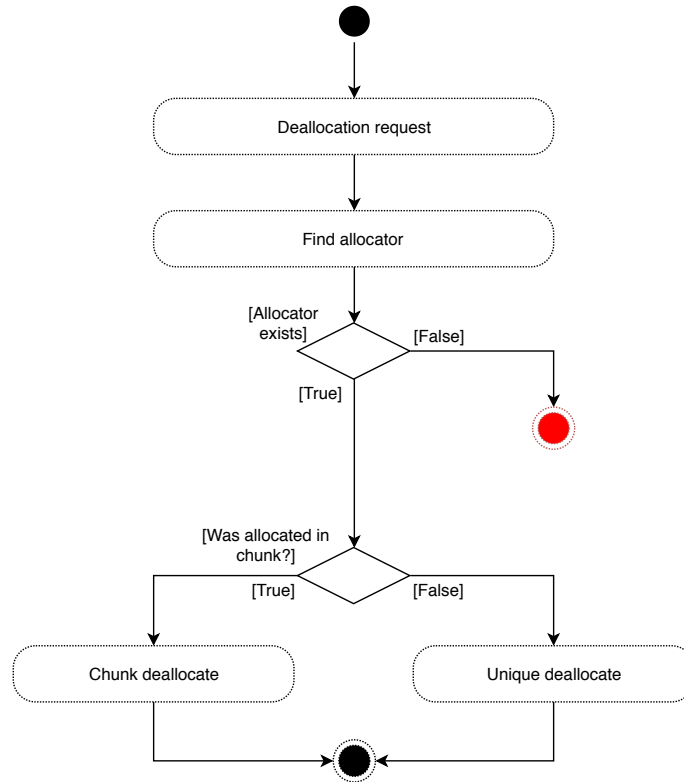 Deallocation request
Find allocator
[Allocator
exists]
[False]
[True]
[Was allocated in
chunk?]
[True]
[False]
Chunk deallocate
Unique deallocate